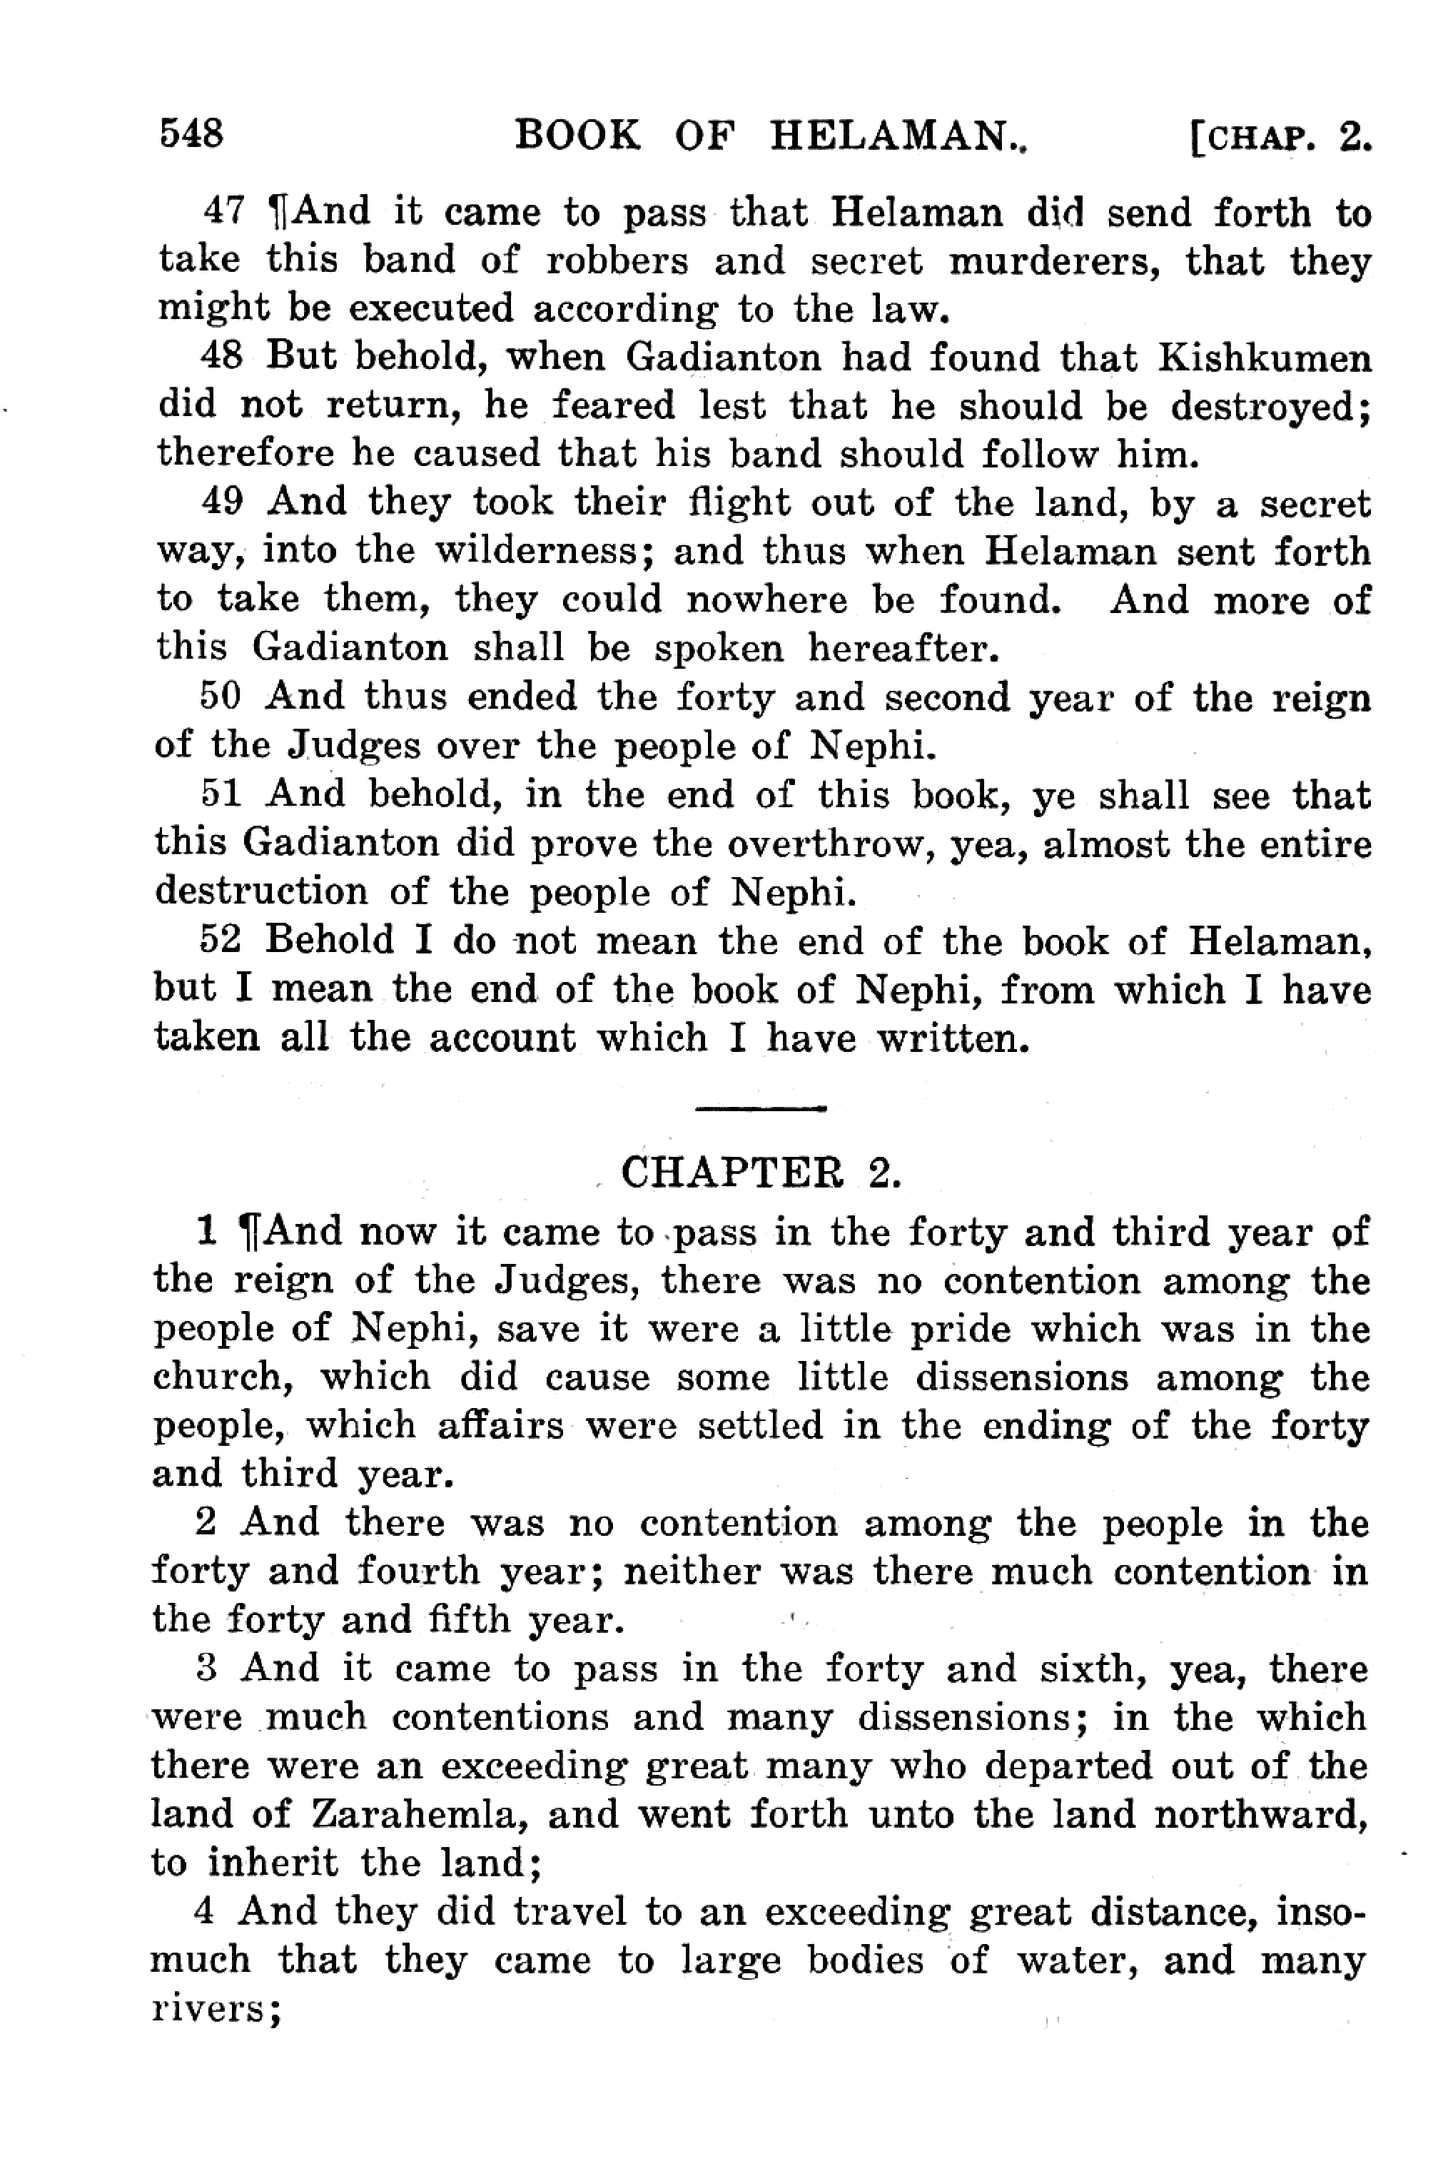 548 BOOK OF HELAMAN.. [CHAP. 2.
47 ¶And it came to pass that Helaman did send forth to
take this band of robbers and secret murderers, that they
might be executed according to the law.
48 But behold, when Gadianton had found that Kishkumen
did not return, he feared lest that he should be destroyed;
therefore he caused that his band should follow him.
49 And they took their flight out of the land, by a secret
way, into the wilderness; and thus when Helaman sent forth
to take them, they could nowhere be found. And more of
this Gadianton shall be spoken hereafter.
50 And thus ended the forty and second year of the reign
of the Judges over the people of Nephi.
51 And behold, in the end of this book, ye shall see that
this Gadianton did prove the overthrow, yea, almost the entire
destruction of the people of Nephi.
52 Behold I do not mean the end of the book of Helaman,
but I mean the end of the book of Nephi, from which I have
taken all the account which I have written.
CHAPTER 2.
1 ¶And now it came to pass in the forty and third year of
the reign of the Judges, there was no contention among the
people of Nephi, save it were a little pride which was in the
church, which did cause some little dissensions among the
people, which affairs were settled in the ending of the forty
and third year.
2 And there was no contention among the people in the
forty and fourth year; neither was there much contention in
the forty and fifth year.
3 And it came to pass in the forty and sixth, yea, there
were much contentions and many dissensions; in the which
there were an exceeding great many who departed out of the
land of Zarahemla, and went forth unto the land northward,
to inherit the land;
4 And they did travel to an exceeding great distance, inso-
much that they came to large bodies of water, and many
rivers;